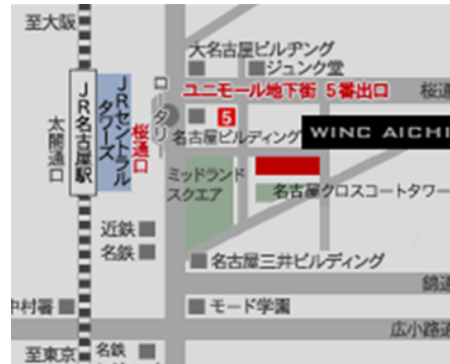 至大阪
大名古屋ビルヂング
ジュンク堂
ユニモール地下街 5番出口
桜通
ロータリー
JRセントラル
タワーズ
JR名古屋駅
桜通口
太閤通口
5
名古屋ビルディング
WINC AICHI
ミッドランド
スクエア
名古屋クロスコートタワー
近鉄
名鉄
名古屋三井ビルディング
錦通
中村署
モード学園
広小路通
至東京
名鉄